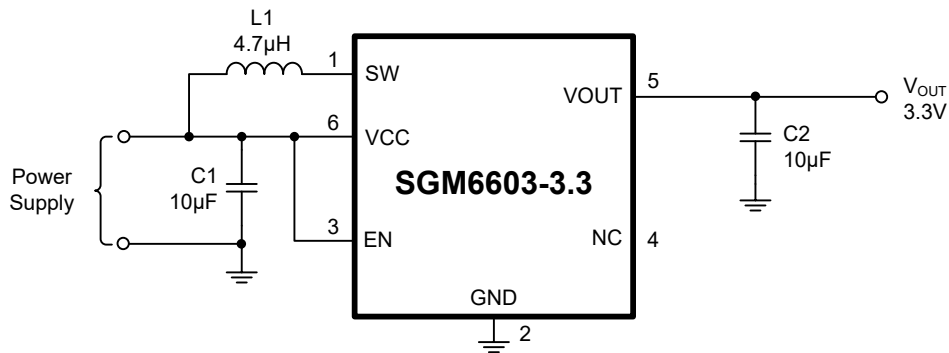 L1
4.7μH
1
SW
VOUT
5
V_OUT
3.3V
6
VCC
C2
10μF
Power
Supply
C1
10μF
SGM6603-3.3
3
EN
NC
4
GND
2